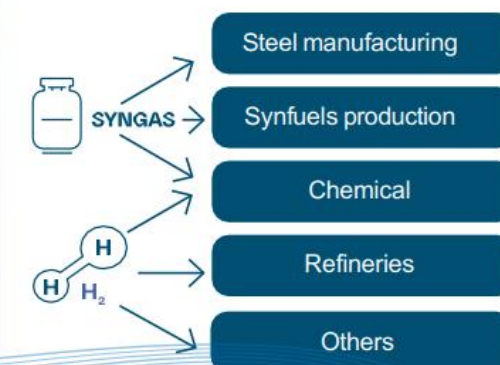 Steel manufacturing
SYNGAS
Synfuels production
Chemical
H
H
H₂
Refineries
Others